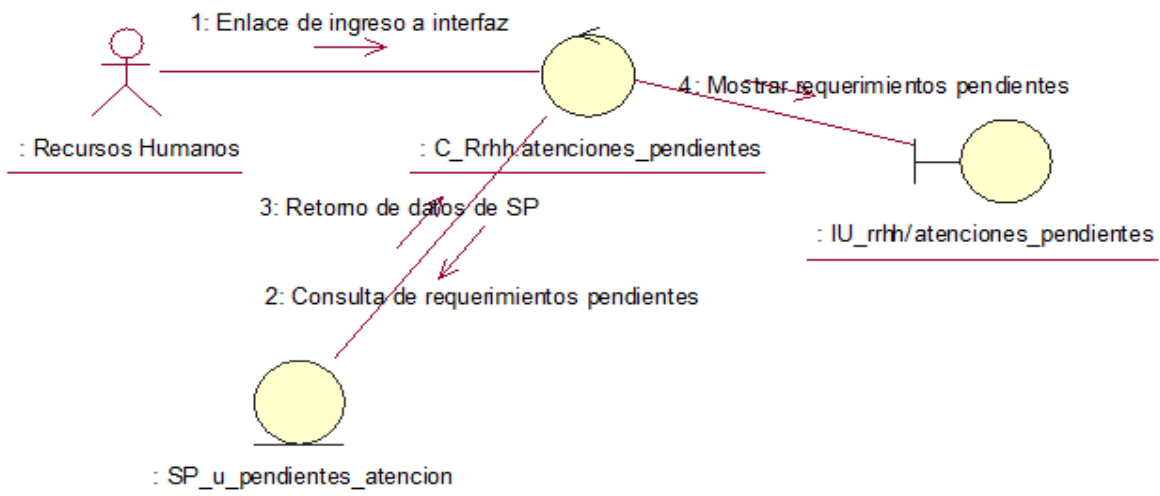 1: Enlace de ingreso a interfaz
4: Mostrar requerimientos pendientes
: Recursos Humanos
: C_Rrhh/atenciones_pendientes
3: Retorno de datos de SP
: IU_rrhh/atenciones_pendientes
2: Consulta de requerimientos pendientes
: SP_u_pendientes_atencion